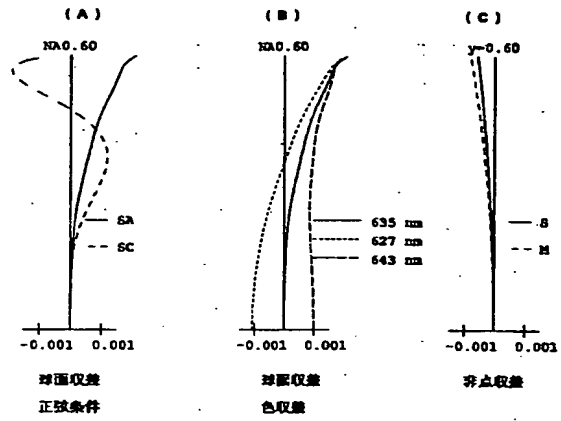 (A)
NA0.60
SA
SC
-0.001 0.001
球面収差
正弦条件
(B)
NA0.60
635 nm
627 nm
643 nm
-0.001 0.001
球面収差
色収差
(C)
y=0.60
S
M
-0.001 0.001
非点収差